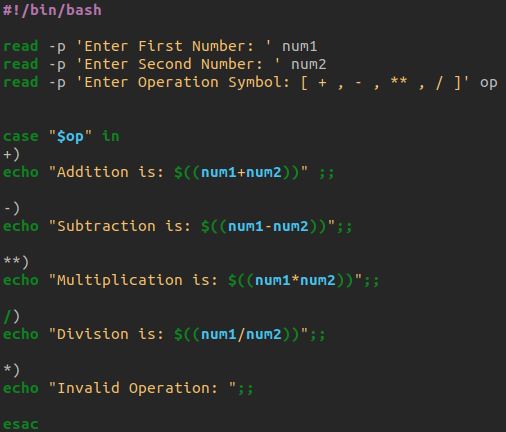 #!/bin/bash
read -p 'Enter First Number: ' num1
read -p 'Enter Second Number: ' num2
read -p 'Enter Operation Symbol: [ + , - , ** , / ]' op
case "$op" in
+)
echo "Addition is: $((num1+num2))" ;;
-)
echo "Subtraction is: $((num1-num2))";;
**)
echo "Multiplication is: $((num1*num2))";;
/)
echo "Division is: $((num1/num2))";;
*)
echo "Invalid Operation: ";;
esac